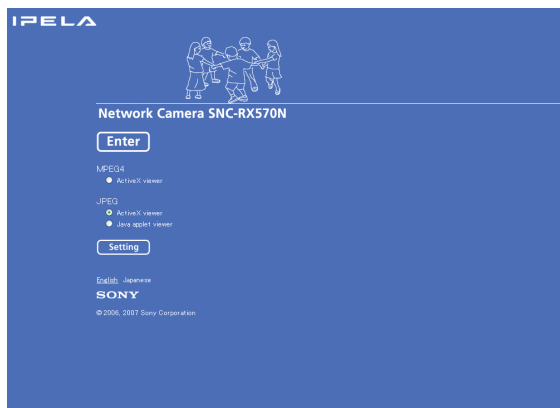 IPELA
Network Camera SNC-RX570N
Enter
MPEG4
ActiveX viewer
JPEG
ActiveX viewer
Java applet viewer
Setting
English Japanese
SONY
© 2006, 2007 Sony Corporation